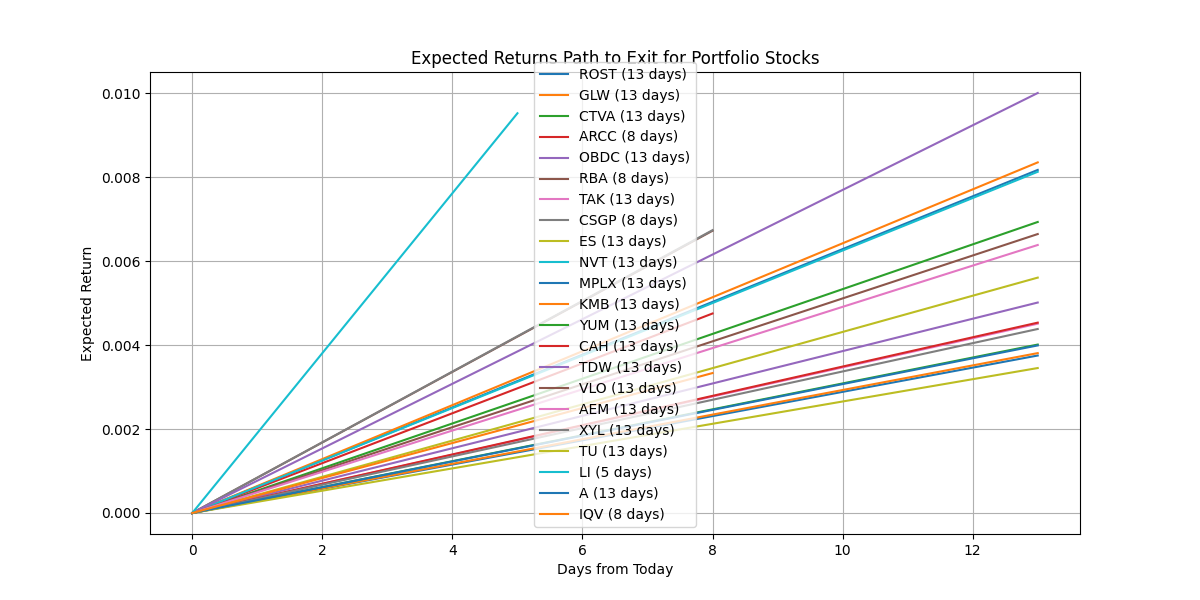 Expected Returns Path to Exit for Portfolio Stocks
Expected Return
0.010
0.008
0.006
0.004
0.002
0.000
ROST (13 days)
GLW (13 days)
CTVA (13 days)
ARCC (8 days)
OBDC (13 days)
RBA (8 days)
TAK (13 days)
CSGP (8 days)
ES (13 days)
NVT (13 days)
MPLX (13 days)
KMB (13 days)
YUM (13 days)
CAH (13 days)
TDW (13 days)
VLO (13 days)
AEM (13 days)
XYL (13 days)
TU (13 days)
LI (5 days)
A (13 days)
IQV (8 days)
0 2 4 6 8 10 12
Days from Today